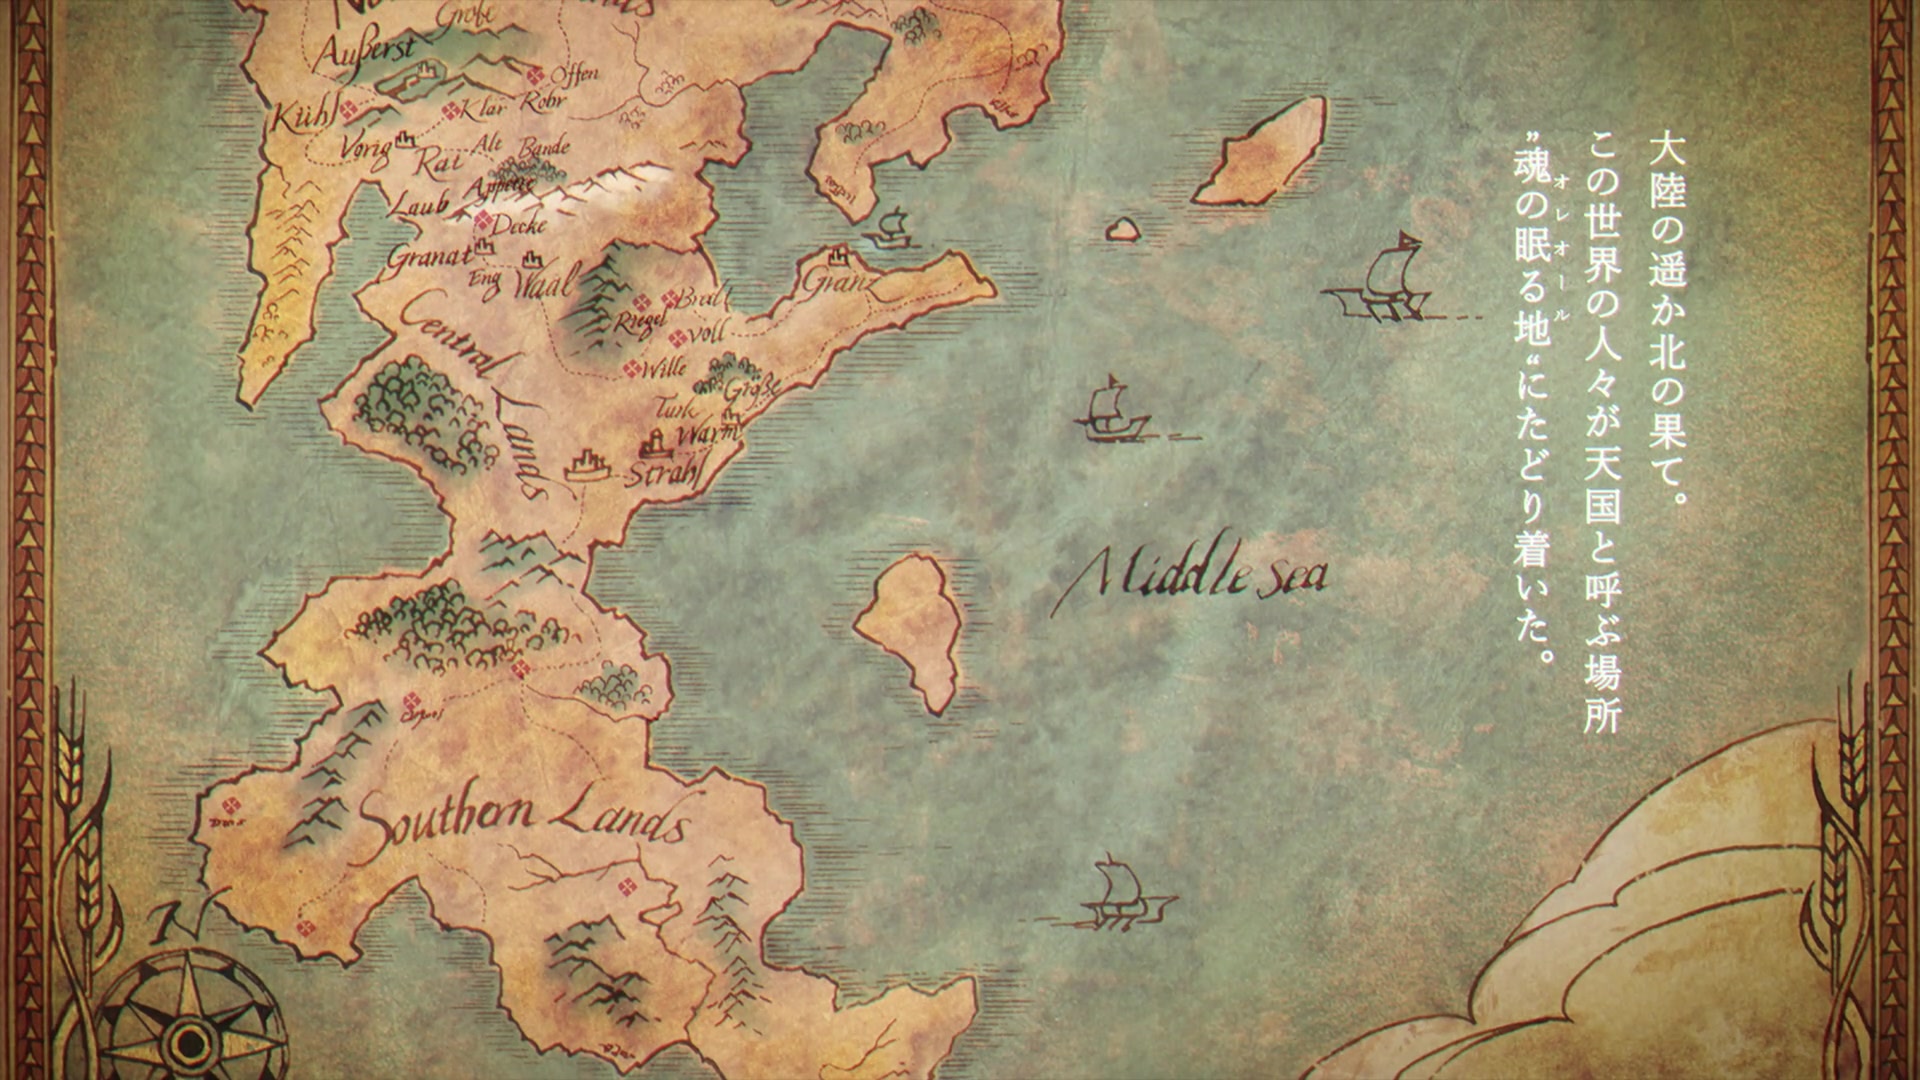 大陸の遥か北の果て。
この世界の人々が天国と呼ぶ場所
〝魂の眠る地〟にたどり着いた。
オレオール
Große
Außerst
Offen
Kühl
Klar
Rohr
Vorig
Alt
Rat
Bande
Appetit
Laub
Decke
Granat
Eng
Waal
Granz
Riegel
Voll
Central Lands
Wille
Große
Turk
Warm
Strahl
Middle sea
Southern Lands
N